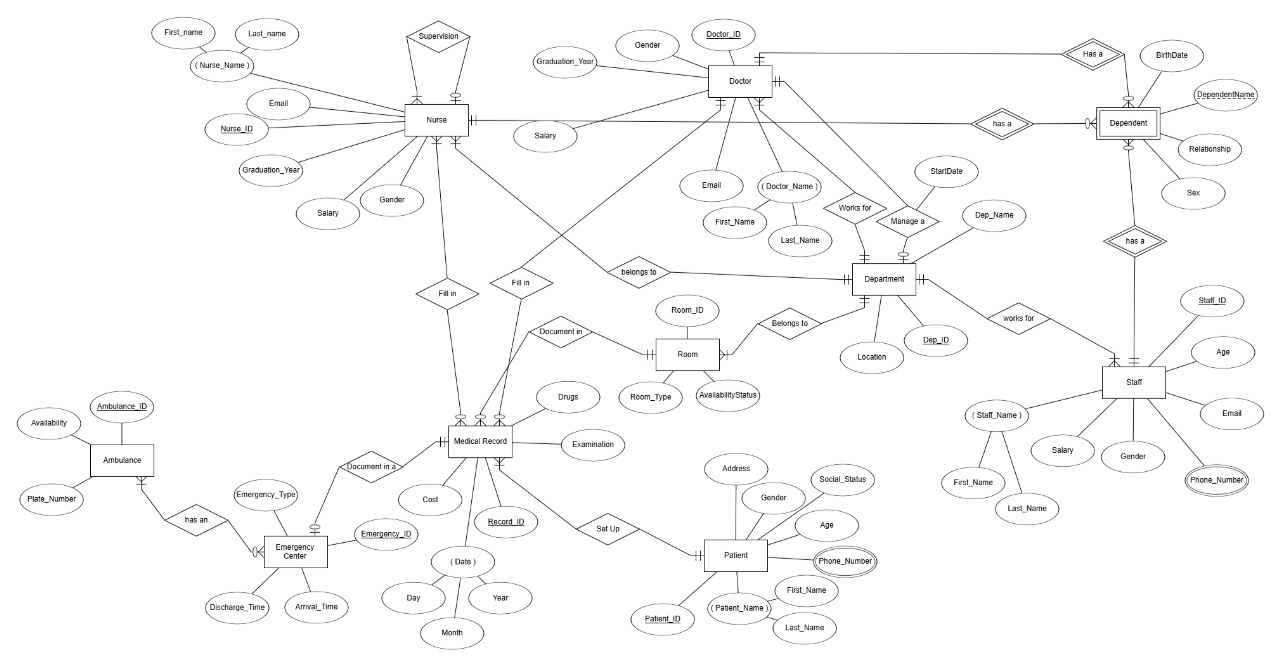 First_name
Last_name
( Nurse_Name )
Supervision
Gender
Doctor_ID
Graduation_Year
Doctor
Has a
BirthDate
DependentName
Email
Nurse_ID
Nurse
has a
Dependent
Salary
Relationship
Graduation_Year
Sex
Salary
Gender
Email
( Doctor_Name )
First_Name
Last_Name
Works for
Manage a
StartDate
Dep_Name
has a
belongs to
Department
Fill in
Fill in
Room_ID
Belongs to
Document in
Room
Location
Dep_ID
works for
Staff_ID
Age
Staff
Room_Type
AvailabilityStatus
Email
( Staff_Name )
Salary
Gender
Phone_Number
First_Name
Last_Name
Ambulance_ID
Availability
Ambulance
Plate_Number
Drugs
Medical Record
Examination
Document in a
Cost
Record_ID
Emergency_Type
has an
Emergency
Center
Emergency_ID
Discharge_Time
Arrival_Time
( Date )
Day
Year
Month
Set Up
Address
Gender
Social_Status
Age
Patient
Phone_Number
Patient_ID
( Patient_Name )
First_Name
Last_Name